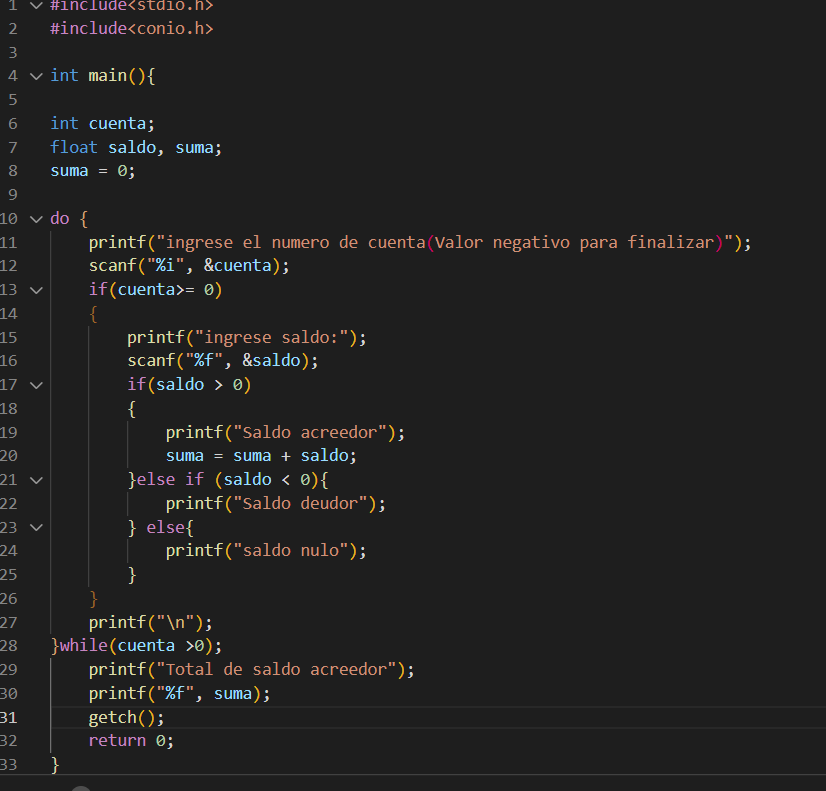 1 #include<stdio.h>
2 #include<conio.h>
3
4 int main(){
5
6 int cuenta;
7 float saldo, suma;
8 suma = 0;
9
10 do {
11     printf("ingrese el numero de cuenta(Valor negativo para finalizar)");
12     scanf("%i", &cuenta);
13     if(cuenta>= 0)
14     {
15         printf("ingrese saldo:");
16         scanf("%f", &saldo);
17         if(saldo > 0)
18         {
19             printf("Saldo acreedor");
20             suma = suma + saldo;
21         }else if (saldo < 0){
22             printf("Saldo deudor");
23         } else{
24             printf("saldo nulo");
25         }
26     }
27     printf("\n");
28 }while(cuenta >0);
29     printf("Total de saldo acreedor");
30     printf("%f", suma);
31     getch();
32     return 0;
33 }